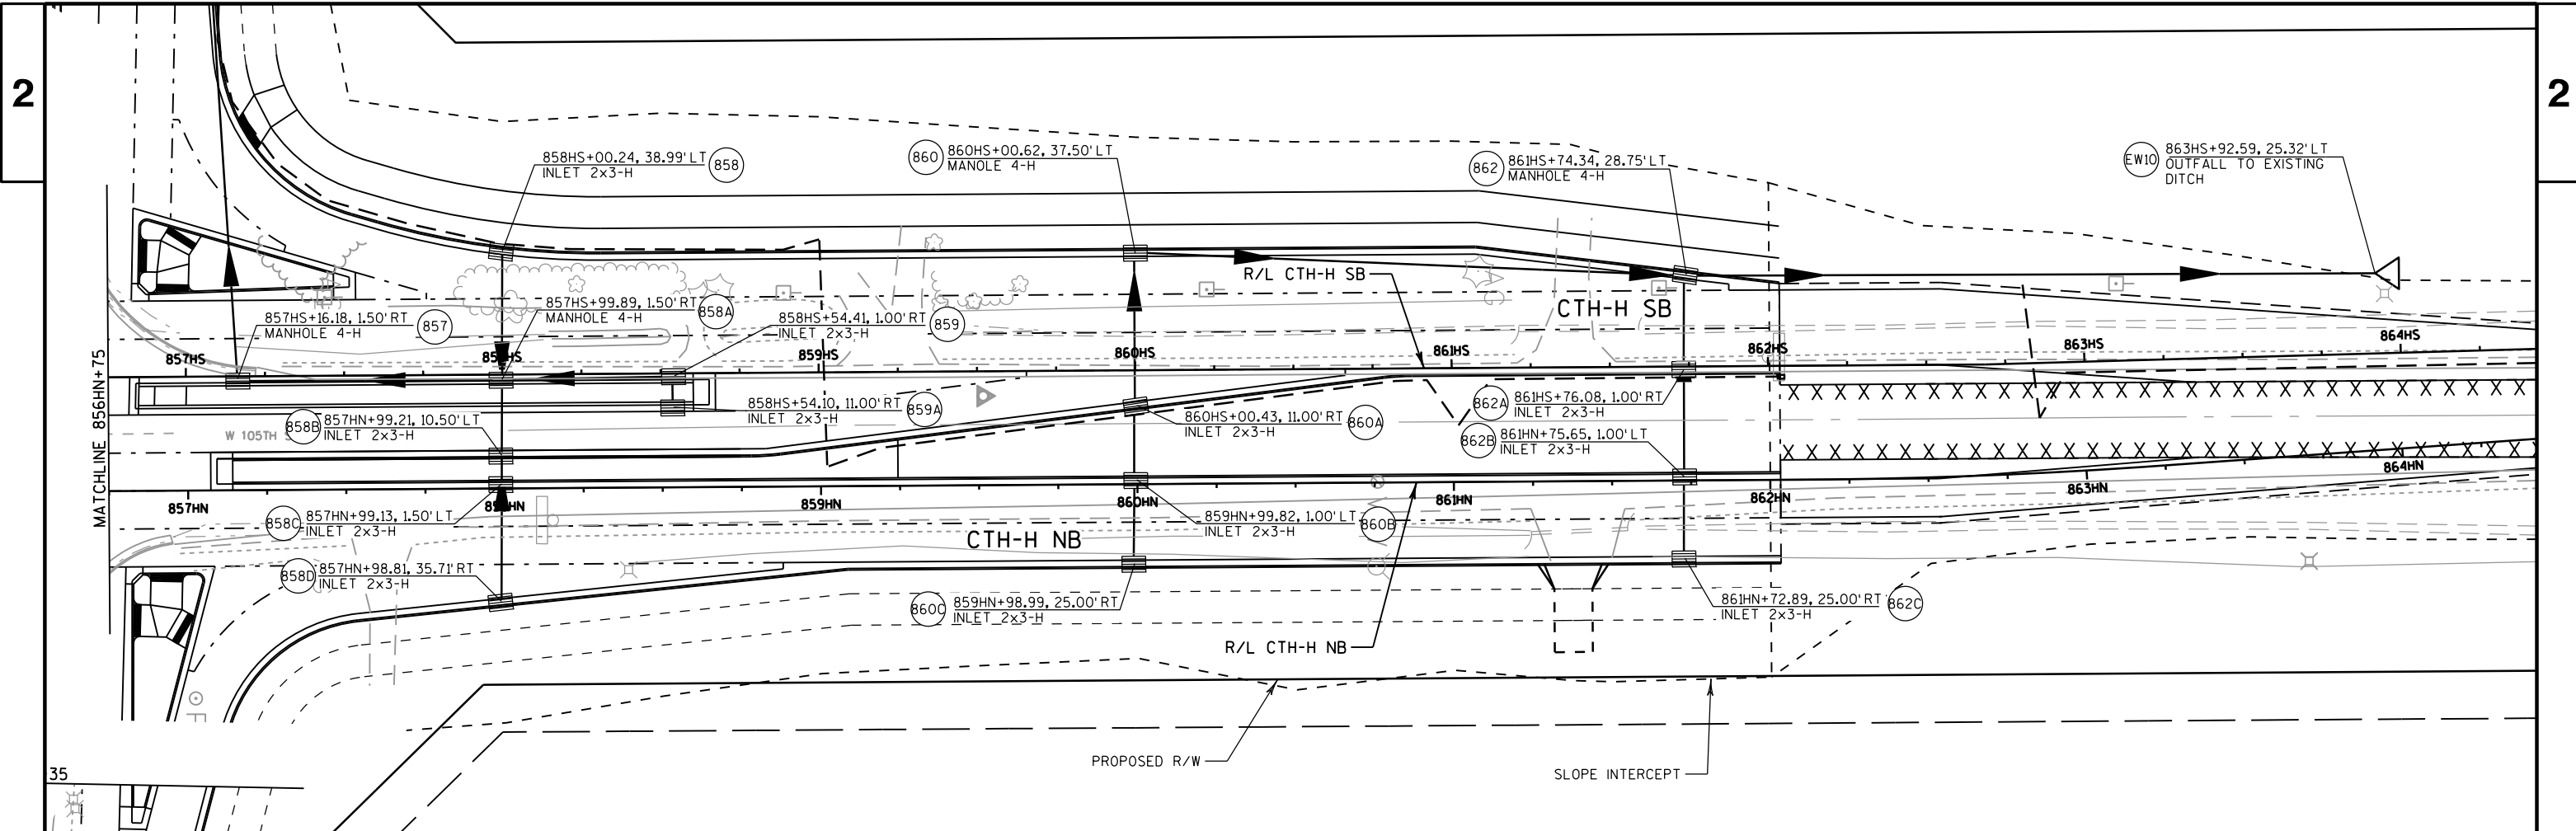 2
2
858HS+00.24, 38.99' LT
INLET 2x3-H
858
860
860HS+00.62, 37.50' LT
MANOLE 4-H
862
861HS+74.34, 28.75' LT
MANHOLE 4-H
EW10
863HS+92.59, 25.32' LT
OUTFALL TO EXISTING
DITCH
R/L CTH-H SB
CTH-H SB
857HS+16.18, 1.50' RT
MANHOLE 4-H
857
857HS+99.89, 1.50' RT
MANHOLE 4-H
858A
858HS+54.41, 1.00' RT
INLET 2x3-H
859
857HS
858HS
859HS
860HS
861HS
862HS
863HS
864HS
MATCHLINE 856HN+75
858HS+54.10, 11.00' RT
INLET 2x3-H
859A
860HS+00.43, 11.00' RT
INLET 2x3-H
860A
862A
861HS+76.08, 1.00' RT
INLET 2x3-H
858B
857HN+99.21, 10.50' LT
INLET 2x3-H
W 105TH
862B
861HN+75.65, 1.00' LT
INLET 2x3-H
857HN
858HN
859HN
860HN
861HN
862HN
863HN
864HN
858C
857HN+99.13, 1.50' LT
INLET 2x3-H
859HN+99.82, 1.00' LT
INLET 2x3-H
860B
CTH-H NB
858D
857HN+98.81, 35.71' RT
INLET 2x3-H
860C
859HN+98.99, 25.00' RT
INLET 2x3-H
861HN+72.89, 25.00' RT
INLET 2x3-H
862C
R/L CTH-H NB
PROPOSED R/W
SLOPE INTERCEPT
35